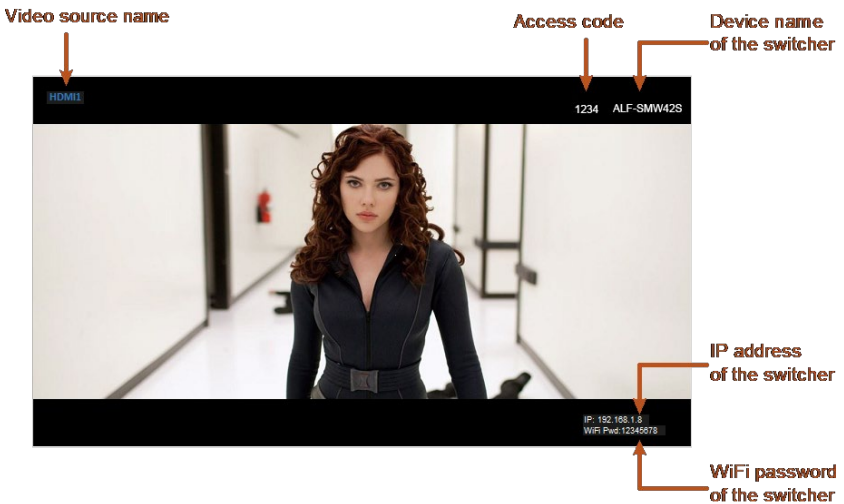 Video source name
Access code
Device name
of the switcher
HDMI1
1234
ALF-SMW42S
IP address
of the switcher
IP: 192.168.1.8
WiFi Pwd:12345678
WiFi password
of the switcher